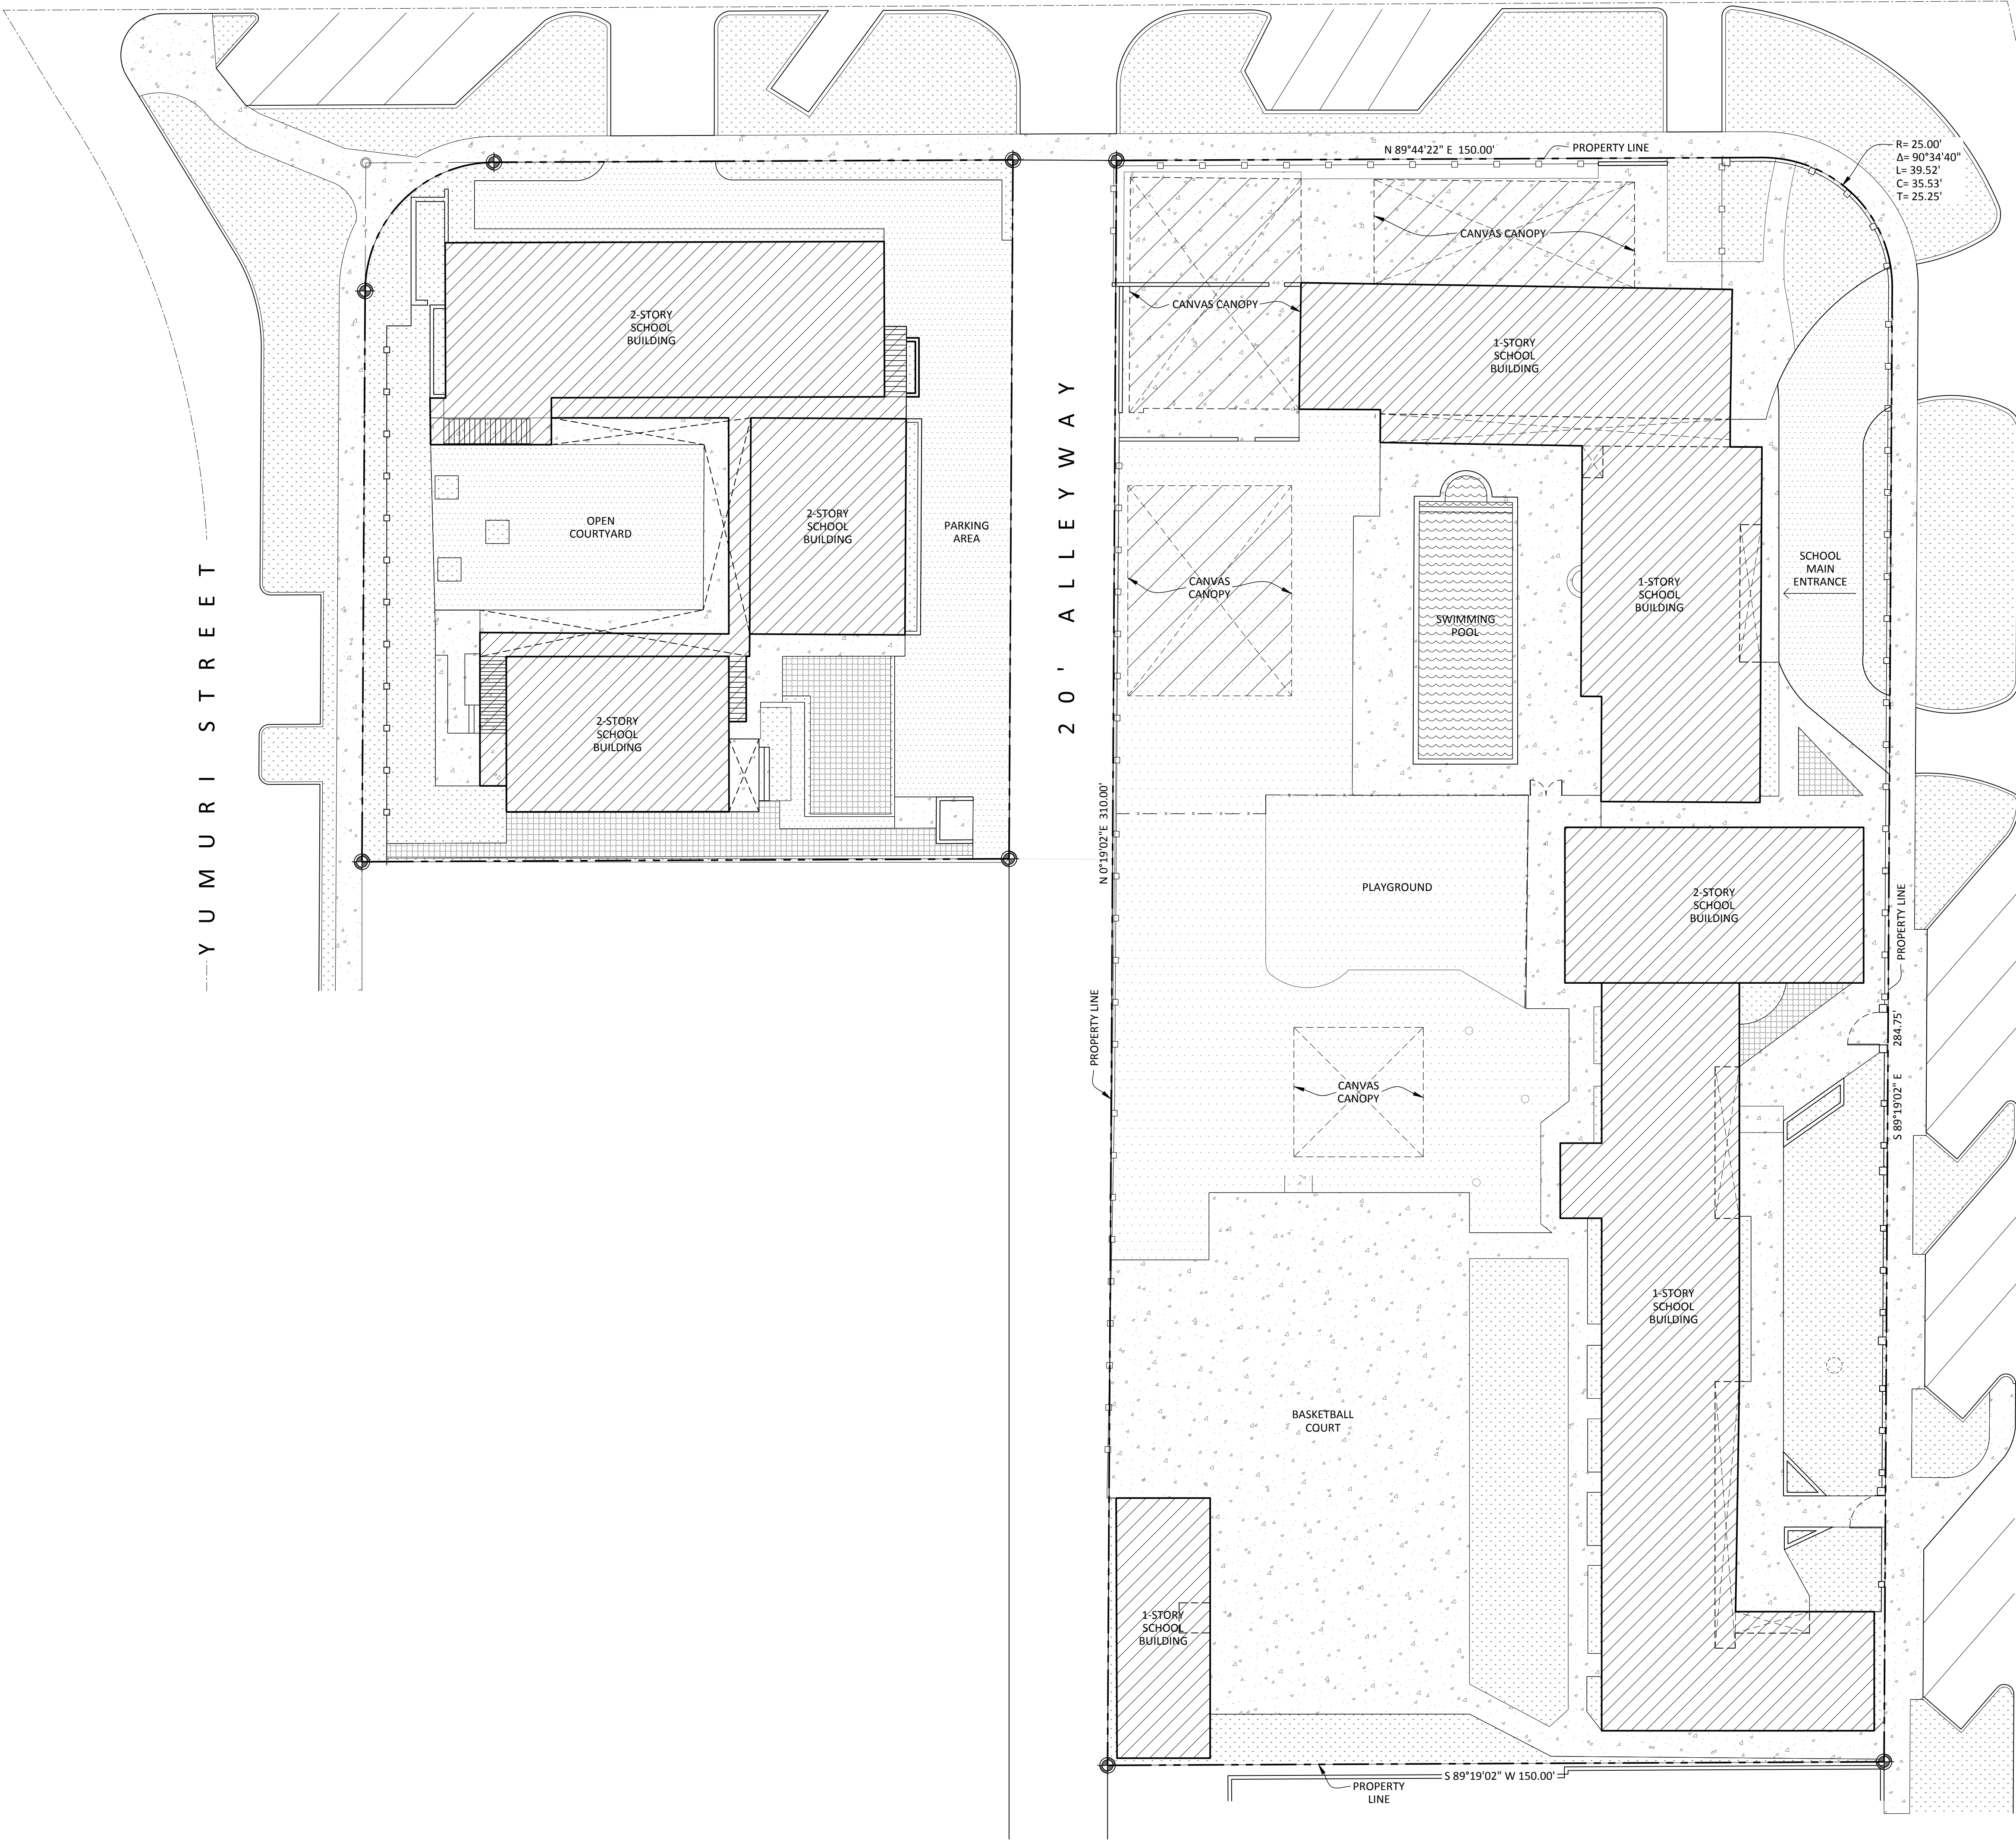 N 89°44'22" E 150.00'
PROPERTY LINE
R= 25.00'
Δ= 90°34'40"
L= 39.52'
C= 35.53'
T= 25.25'
CANVAS CANOPY
CANVAS CANOPY
2-STORY
SCHOOL
BUILDING
1-STORY
SCHOOL
BUILDING
OPEN
COURTYARD
2-STORY
SCHOOL
BUILDING
PARKING
AREA
20' ALLEYWAY
CANVAS
CANOPY
SWIMMING
POOL
1-STORY
SCHOOL
BUILDING
SCHOOL
MAIN
ENTRANCE
YUMURI STREET
2-STORY
SCHOOL
BUILDING
N 0°19'02"E 310.00'
PLAYGROUND
2-STORY
SCHOOL
BUILDING
PROPERTY LINE
PROPERTY LINE
S 89°19'02" E 284.75'
CANVAS
CANOPY
1-STORY
SCHOOL
BUILDING
BASKETBALL
COURT
1-STORY
SCHOOL
BUILDING
S 89°19'02" W 150.00'
PROPERTY
LINE